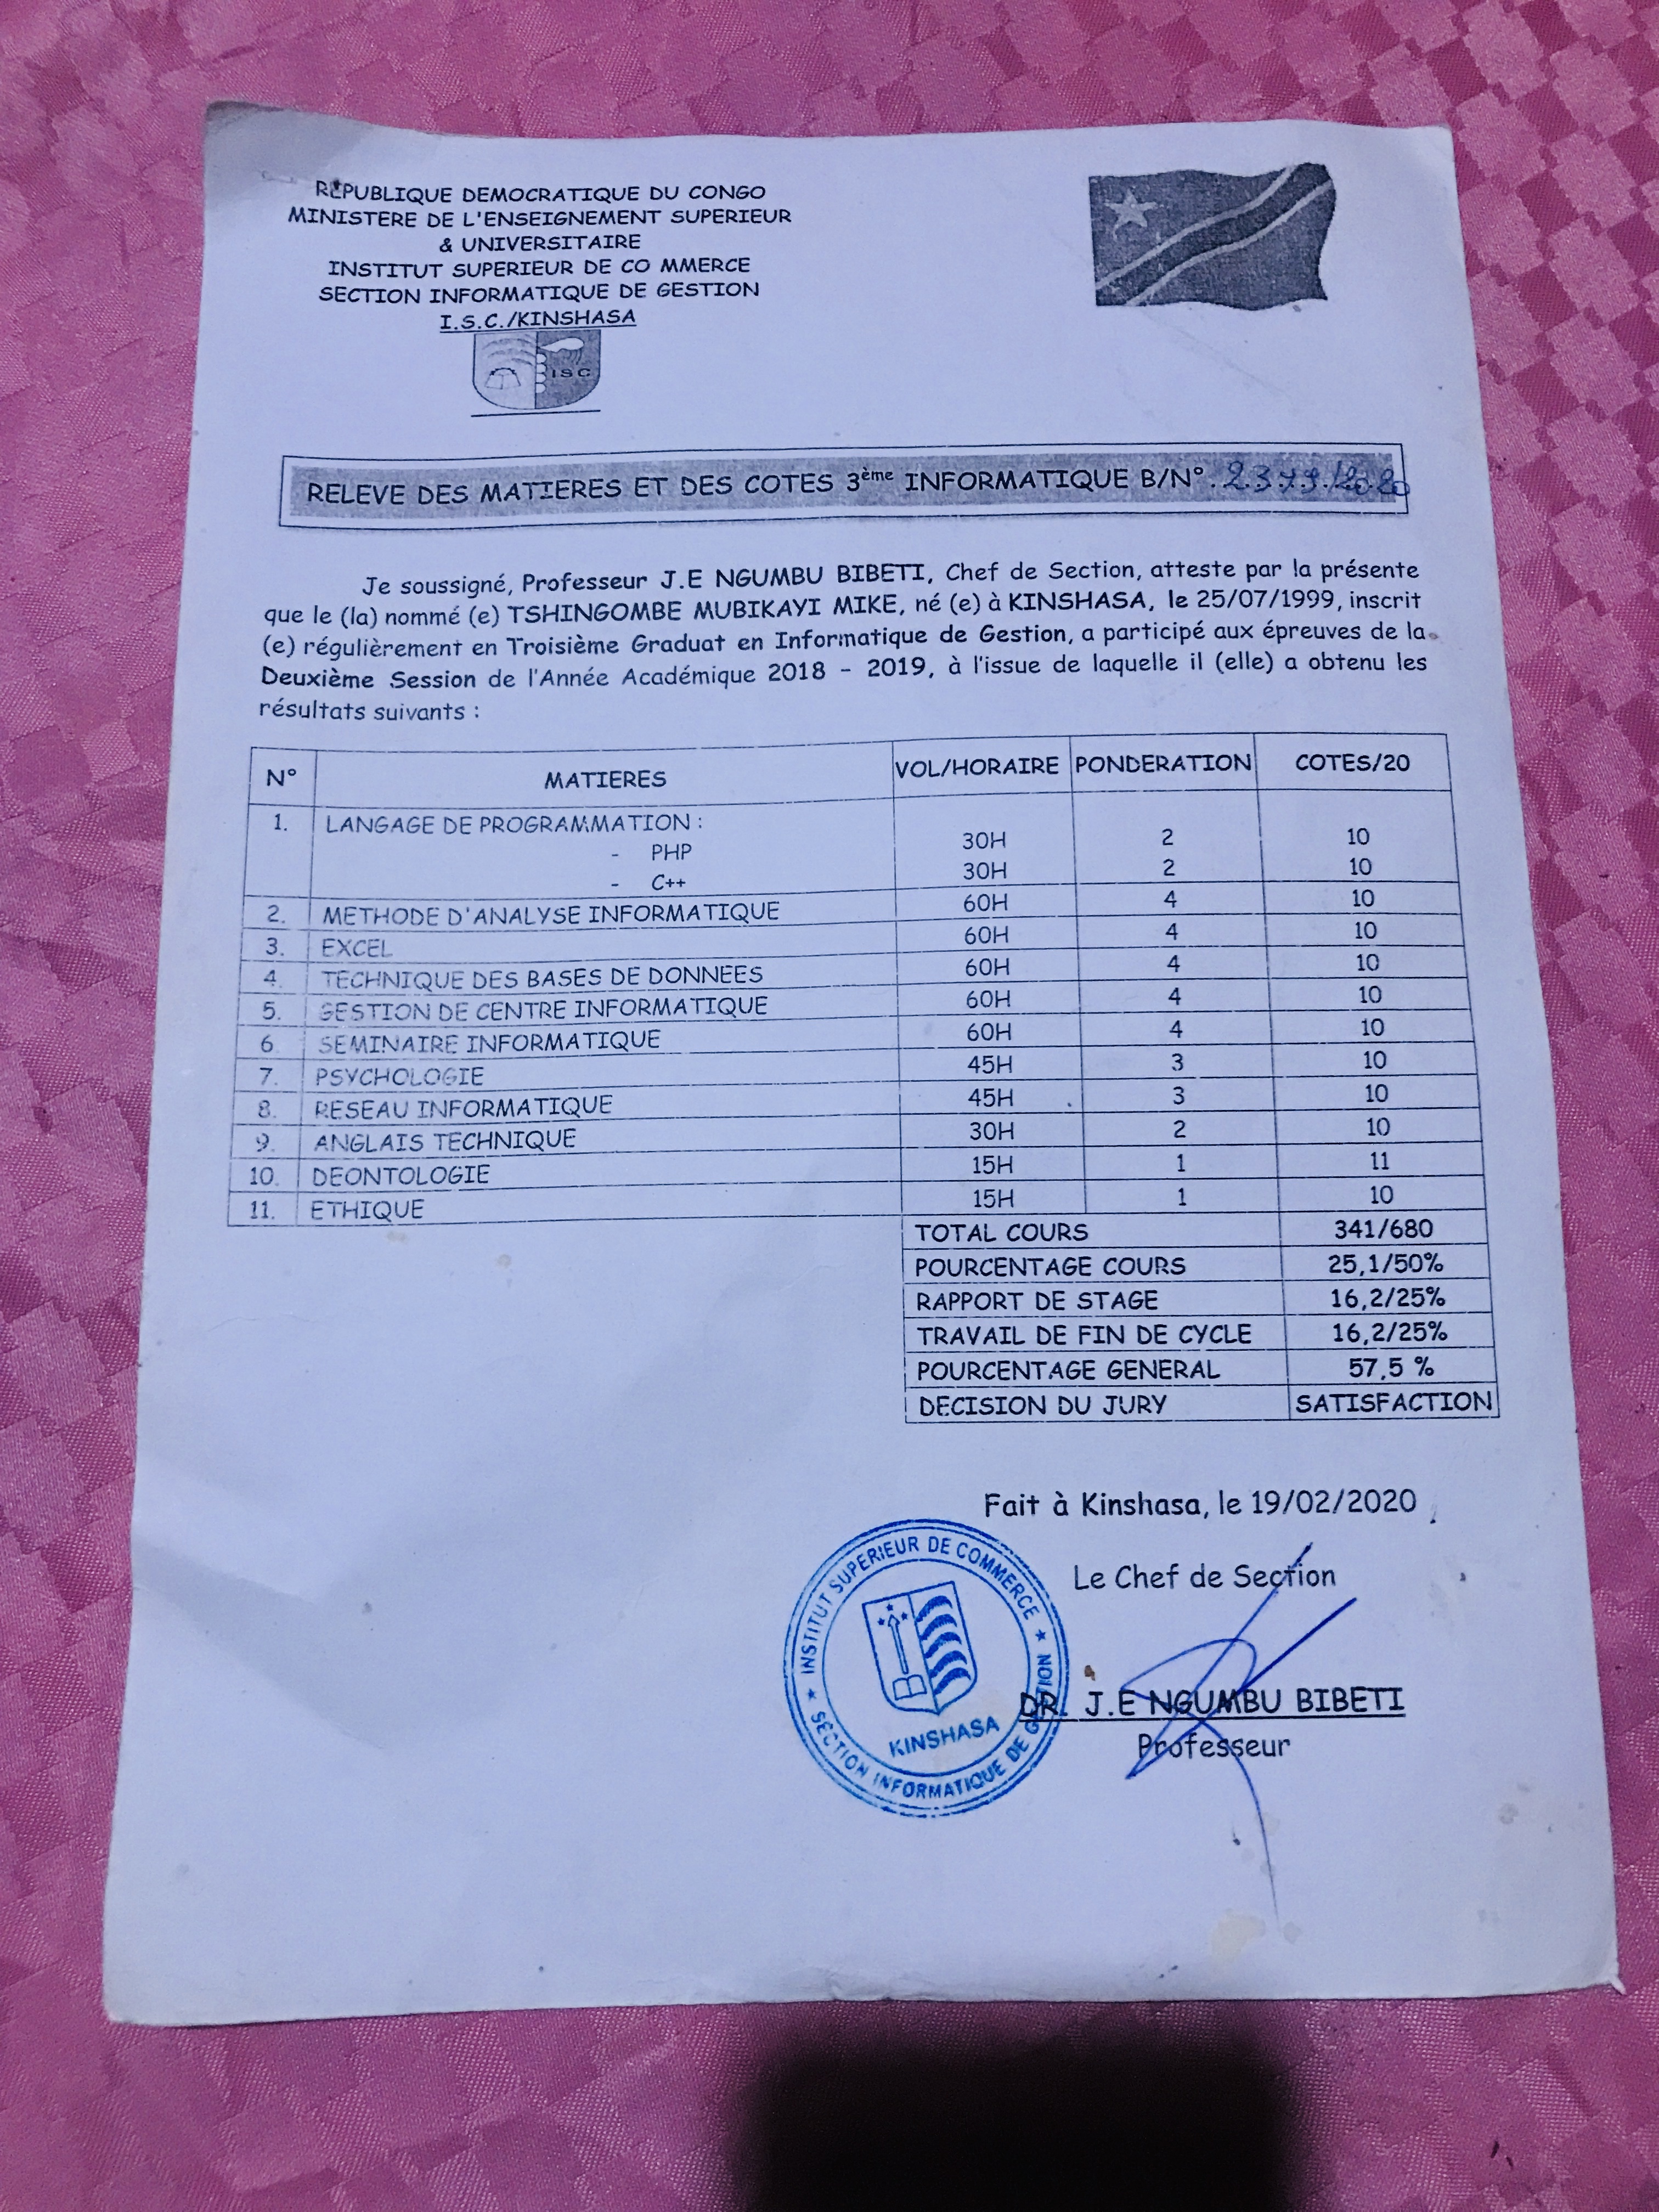 REPUBLIQUE DEMOCRATIQUE DU CONGO
MINISTERE DE L'ENSEIGNEMENT SUPERIEUR
& UNIVERSITAIRE
INSTITUT SUPERIEUR DE CO MMERCE
SECTION INFORMATIQUE DE GESTION
I.S.C./KINSHASA
ISC
RELEVE DES MATIERES ET DES COTES 3ème INFORMATIQUE B/N°. 2379/2020
Je soussigné, Professeur J.E NGUMBU BIBETI, Chef de Section, atteste par la présente
que le (la) nommé (e) TSHINGOMBE MUBIKAYI MIKE, né (e) à KINSHASA, le 25/07/1999, inscrit
(e) régulièrement en Troisième Graduat en Informatique de Gestion, a participé aux épreuves de la
Deuxième Session de l'Année Académique 2018 - 2019, à l'issue de laquelle il (elle) a obtenu les
résultats suivants :
N° MATIERES VOL/HORAIRE PONDERATION COTES/20
1. LANGAGE DE PROGRAMMATION :
- PHP 30H 2 10
- C++ 30H 2 10
2. METHODE D'ANALYSE INFORMATIQUE 60H 4 10
3. EXCEL 60H 4 10
4. TECHNIQUE DES BASES DE DONNEES 60H 4 10
5. GESTION DE CENTRE INFORMATIQUE 60H 4 10
6. SEMINAIRE INFORMATIQUE 60H 4 10
7. PSYCHOLOGIE 45H 3 10
8. RESEAU INFORMATIQUE 45H 3 10
9. ANGLAIS TECHNIQUE 30H 2 10
10. DEONTOLOGIE 15H 1 11
11. ETHIQUE 15H 1 10
TOTAL COURS 341/680
POURCENTAGE COURS 25,1/50%
RAPPORT DE STAGE 16,2/25%
TRAVAIL DE FIN DE CYCLE 16,2/25%
POURCENTAGE GENERAL 57,5 %
DECISION DU JURY SATISFACTION
Fait à Kinshasa, le 19/02/2020
Le Chef de Section
INSTITUT SUPERIEUR DE COMMERCE
SECTION INFORMATIQUE DE GESTION
KINSHASA
DR. J.E NGUMBU BIBETI
Professeur